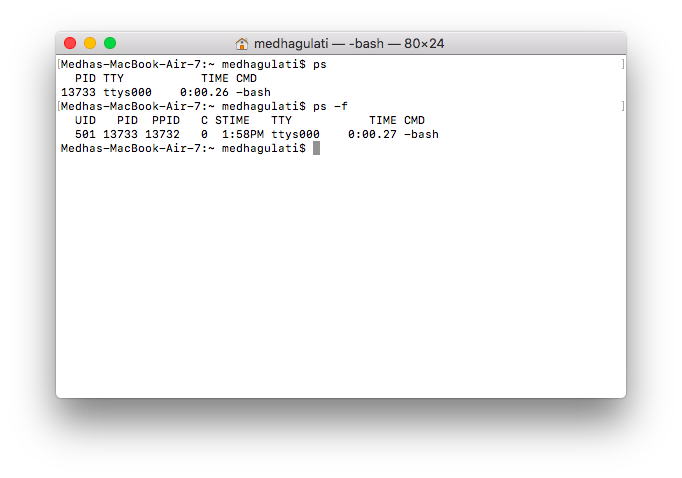 medhagulati — -bash — 80×24
[Medhas-MacBook-Air-7:~ medhagulati$ ps ]
  PID TTY           TIME CMD
13733 ttys000    0:00.26 -bash
[Medhas-MacBook-Air-7:~ medhagulati$ ps -f ]
  UID   PID  PPID   C STIME   TTY           TIME CMD
  501 13733 13732   0  1:58PM ttys000    0:00.27 -bash
Medhas-MacBook-Air-7:~ medhagulati$